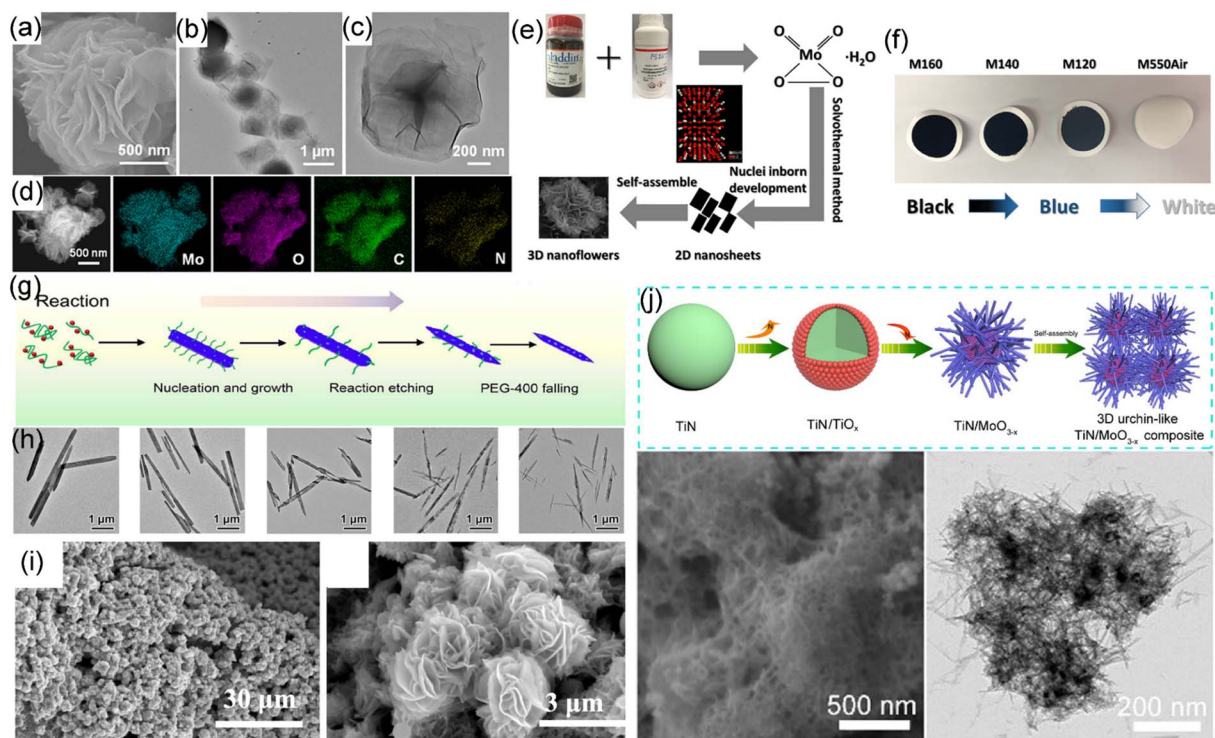 (a)
500 nm
(b)
1 µm
(c)
200 nm
(d)
500 nm
Mo
O
C
N
(e)
O
O
Mo
·H₂O
O
O
Solvothermal method
Nuclei inborn
development
Self-assemble
3D nanoflowers
2D nanosheets
(f)
M160
M140
M120
M550Air
Black
Blue
White
(g)
Reaction
Nucleation and growth
Reaction etching
PEG-400 falling
(h)
1 µm
1 µm
1 µm
1 µm
1 µm
(i)
30 µm
3 µm
(j)
Self-assembly
TiN
TiN/TiOₓ
TiN/MoO₃₋ₓ
3D urchin-like
TiN/MoO₃₋ₓ composite
500 nm
200 nm